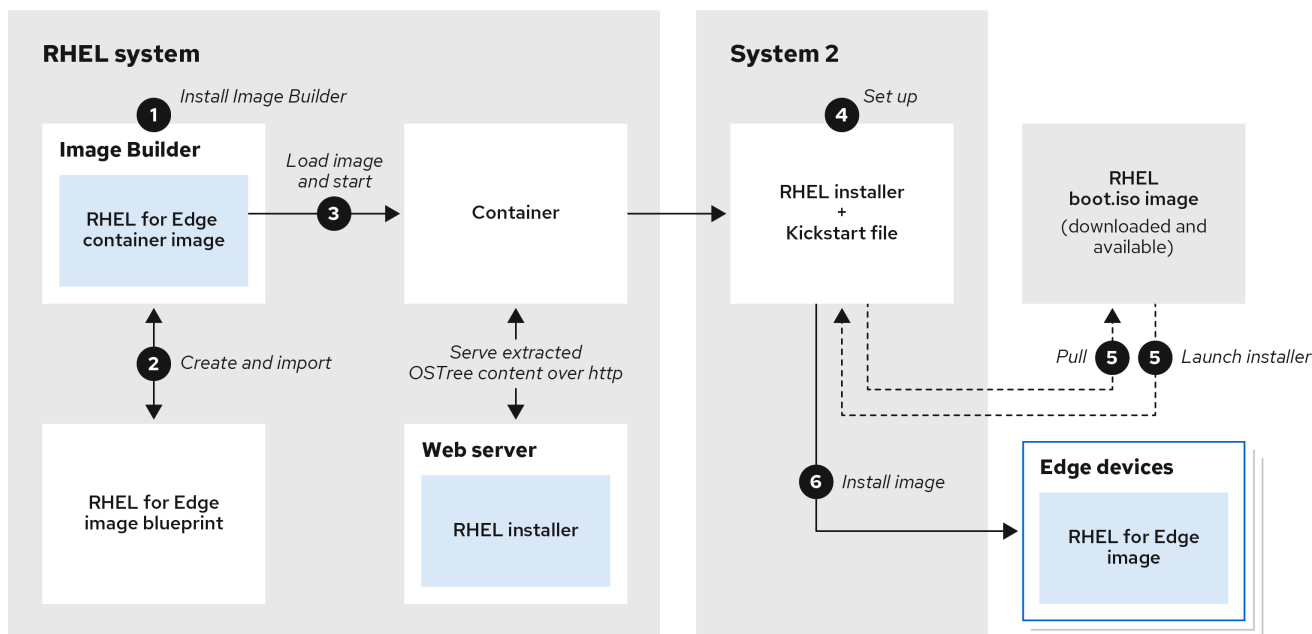 RHEL system
1
Install Image Builder
Image Builder
RHEL for Edge
container image
Load image
and start
3
Container
2
Create and import
Serve extracted
OSTree content over http
RHEL for Edge
image blueprint
Web server
RHEL installer
System 2
4
Set up
RHEL installer
+
Kickstart file
RHEL
boot.iso image
(downloaded and
available)
Pull
5
5
Launch installer
6
Install image
Edge devices
RHEL for Edge
image